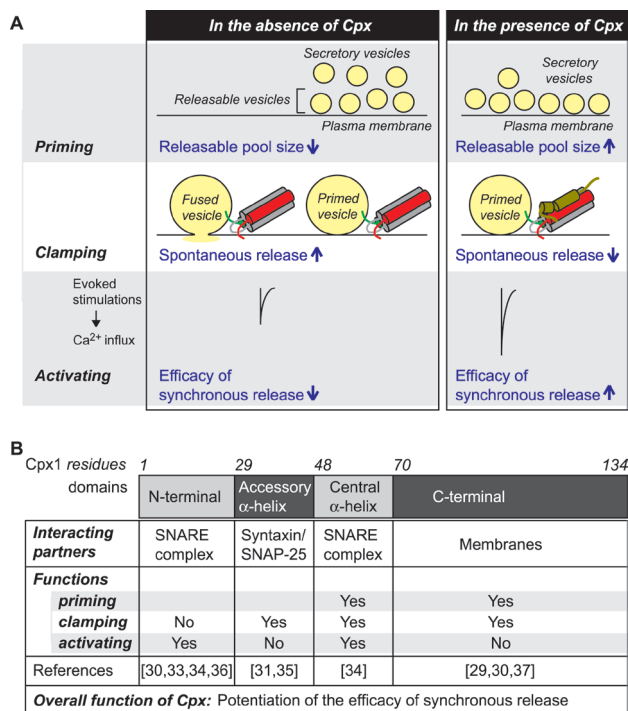 A
In the absence of Cpx
In the presence of Cpx
Secretory vesicles
Releasable vesicles
Plasma membrane
Secretory
vesicles
Plasma membrane
Priming
Releasable pool size ↓
Releasable pool size ↑
Fused
vesicle
Primed
vesicle
Primed
vesicle
Clamping
Spontaneous release ↑
Spontaneous release ↓
Evoked
stimulations
Ca²⁺ influx
Activating
Efficacy of
synchronous release ↓
Efficacy of
synchronous release ↑
B
Cpx1 residues 1 29 48 70 134
domains
N-terminal
Accessory
α-helix
Central
α-helix
C-terminal
Interacting
partners
SNARE
complex
Syntaxin/
SNAP-25
SNARE
complex
Membranes
Functions
priming Yes Yes
clamping No Yes Yes Yes
activating Yes No Yes No
References [30,33,34,36] [31,35] [34] [29,30,37]
Overall function of Cpx: Potentiation of the efficacy of synchronous release